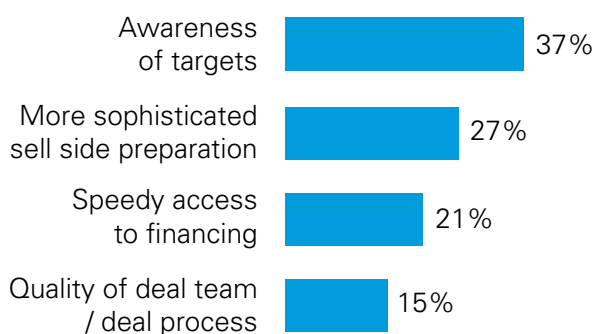 Awareness
of targets
37%
More sophisticated
sell side preparation
27%
Speedy access
to financing
21%
Quality of deal team
/ deal process
15%